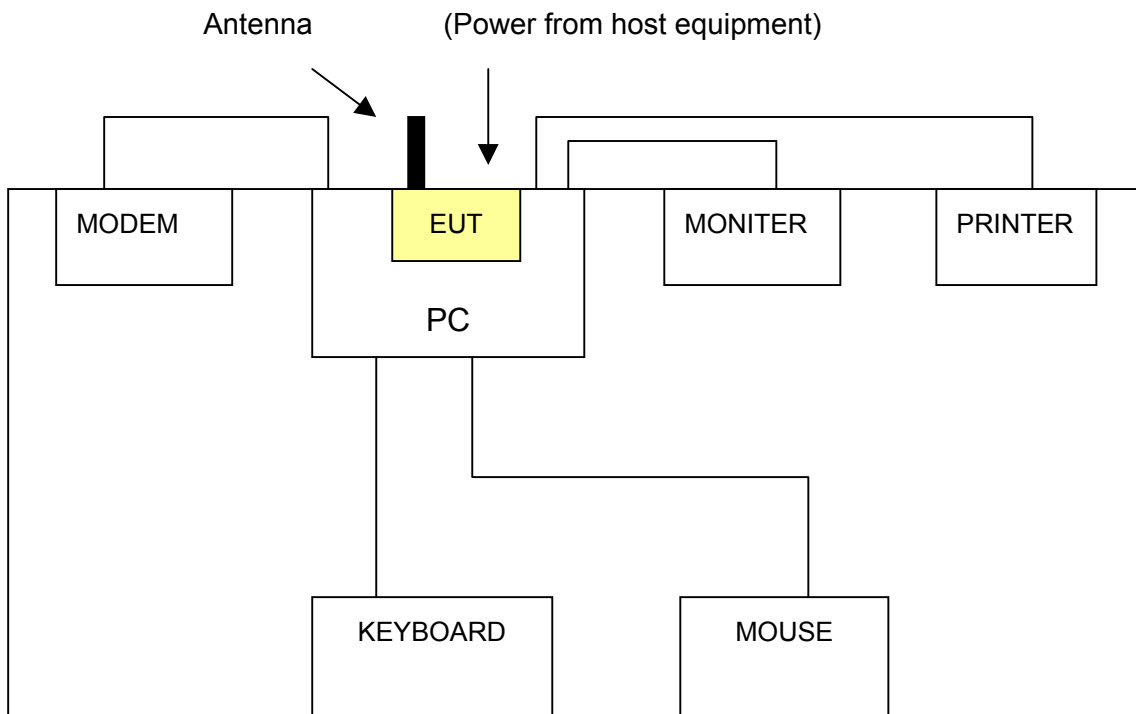 Antenna (Power from host equipment)
MODEM EUT MONITER PRINTER
PC
KEYBOARD MOUSE